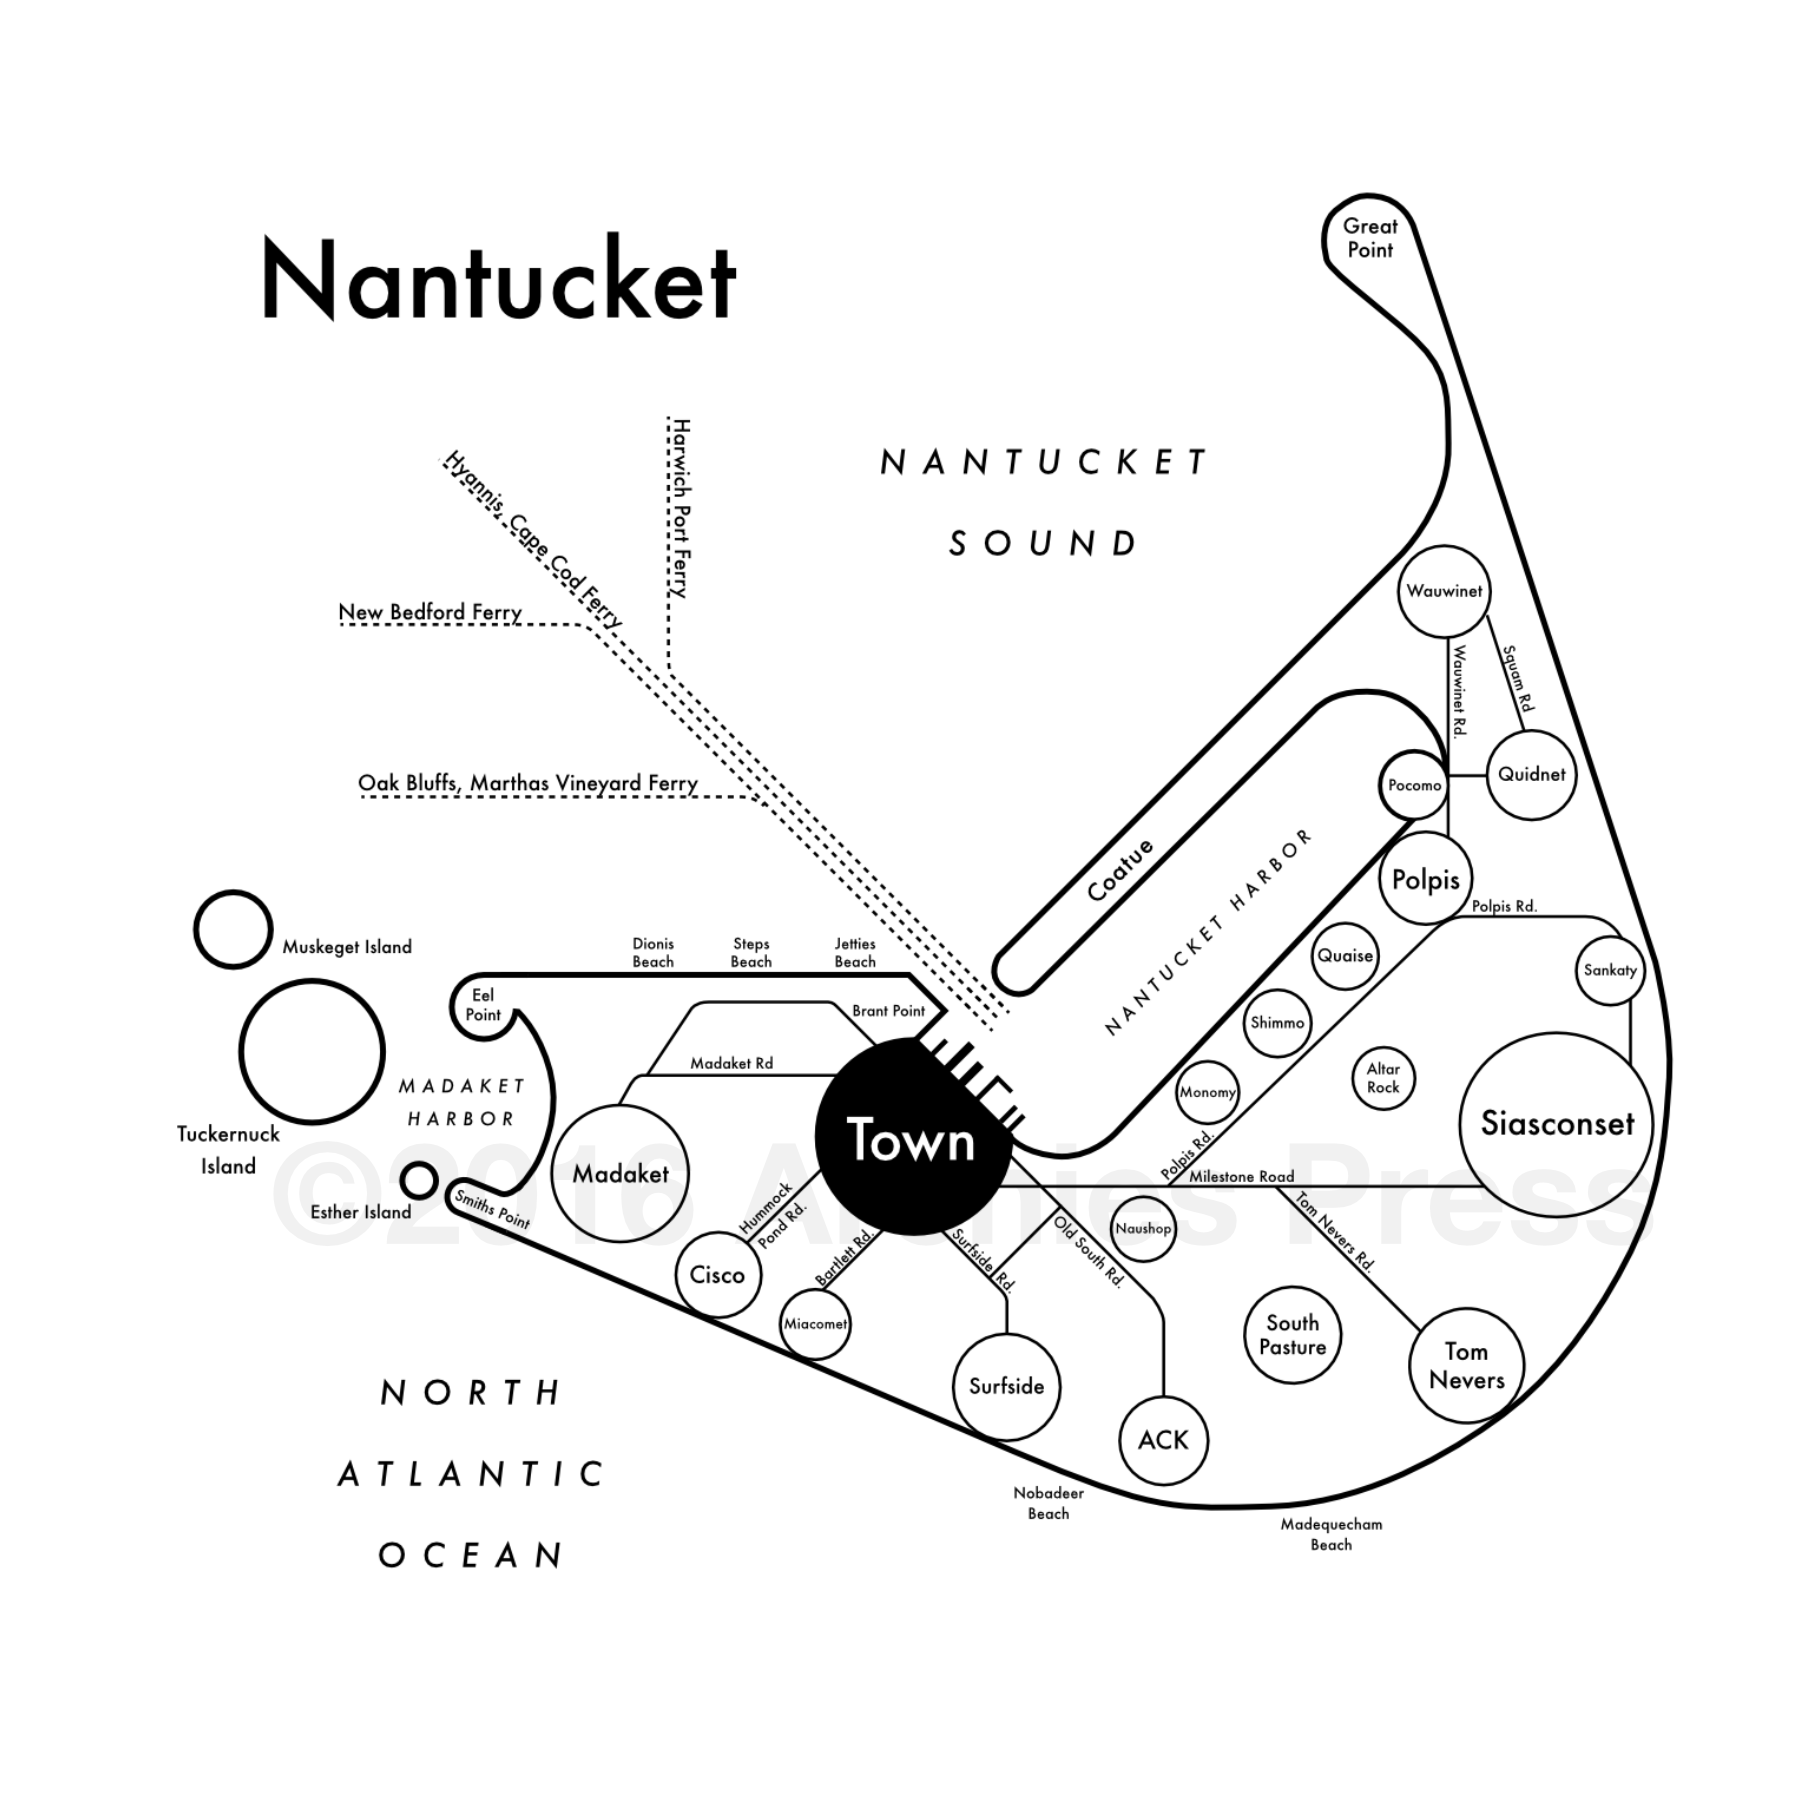 Nantucket
Great
Point
Harwich Port Ferry
Hyannis, Cape Cod Ferry
NANTUCKET
SOUND
New Bedford Ferry
Wauwinet
Wauwinet Rd.
Squam Rd
Quidnet
Pocomo
Oak Bluffs, Marthas Vineyard Ferry
Coatue
NANTUCKET HARBOR
Polpis
Polpis Rd.
Muskeget Island
Dionis
Beach
Steps
Beach
Jetties
Beach
Quaise
Sankaty
Eel
Point
Brant Point
Shimmo
Madaket Rd
Altar
Rock
MADAKET
HARBOR
Monomy
Tuckernuck
Island
Town
Siasconset
Polpis Rd.
Milestone Road
Madaket
Esther Island
Smiths Point
©2016 Archies Press
Hummock
Pond Rd.
Bartlett Rd.
Surfside Rd.
Old South Rd.
Naushop
Tom Nevers Rd.
Cisco
Miacomet
South
Pasture
Tom
Nevers
Surfside
ACK
NORTH
ATLANTIC
OCEAN
Nobadeer
Beach
Madequecham
Beach